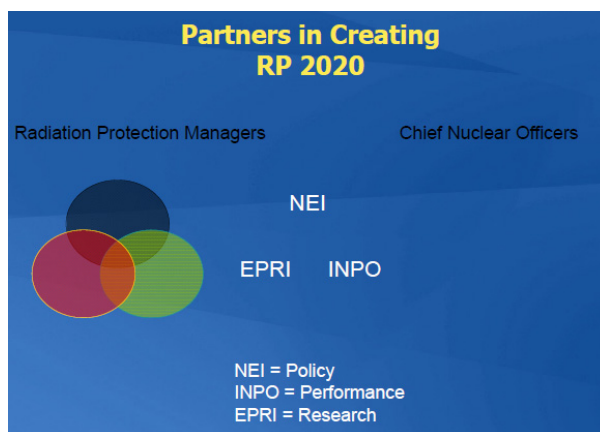 Partners in Creating
RP 2020
Radiation Protection Managers
Chief Nuclear Officers
NEI
EPRI INPO
NEI = Policy
INPO = Performance
EPRI = Research